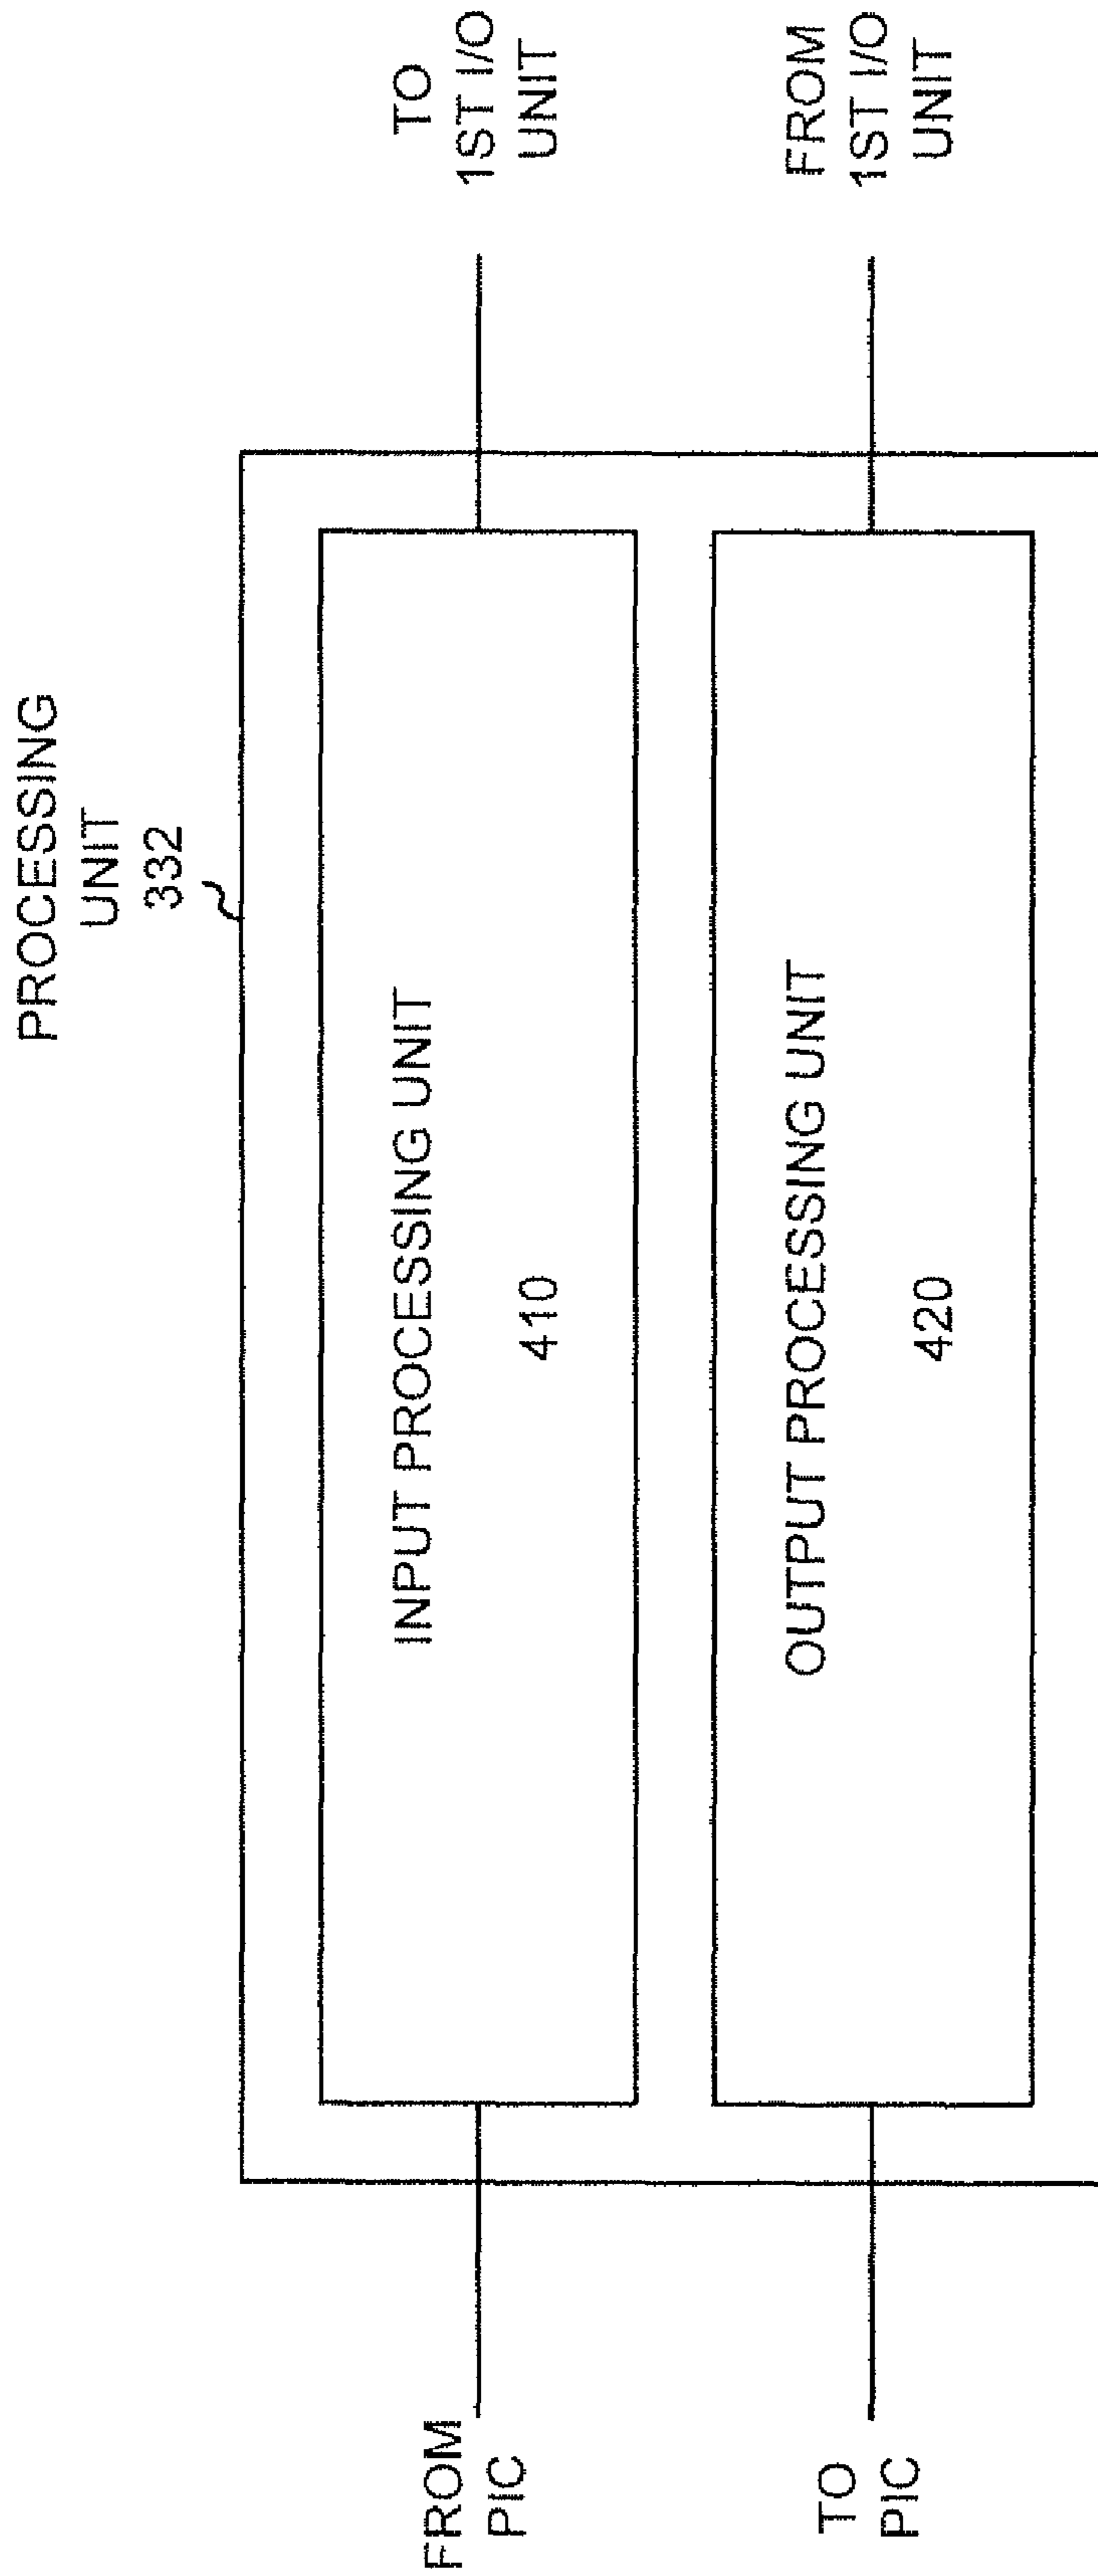 PROCESSING
UNIT
332
FROM
PIC
INPUT PROCESSING UNIT
410
TO
1ST I/O
UNIT
TO
PIC
OUTPUT PROCESSING UNIT
420
FROM
1ST I/O
UNIT